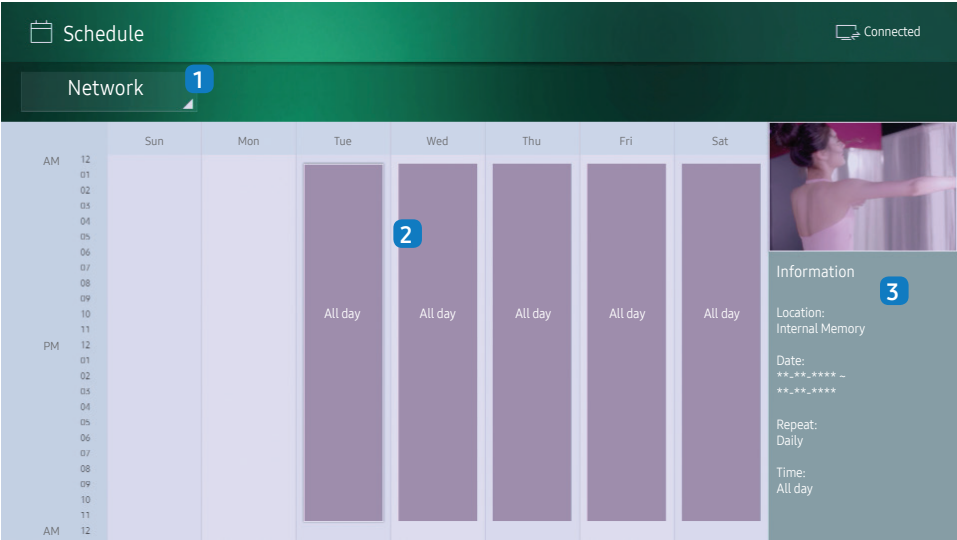 Schedule
Connected
Network
1
Sun Mon Tue Wed Thu Fri Sat
AM 12
01
02
03
04
05
06
07
08
09
10
11
PM 12
01
02
03
04
05
06
07
08
09
10
11
AM 12
2
All day All day All day All day All day
Information
3
Location:
Internal Memory
Date:
**-**-**** ~
**-**-****
Repeat:
Daily
Time:
All day